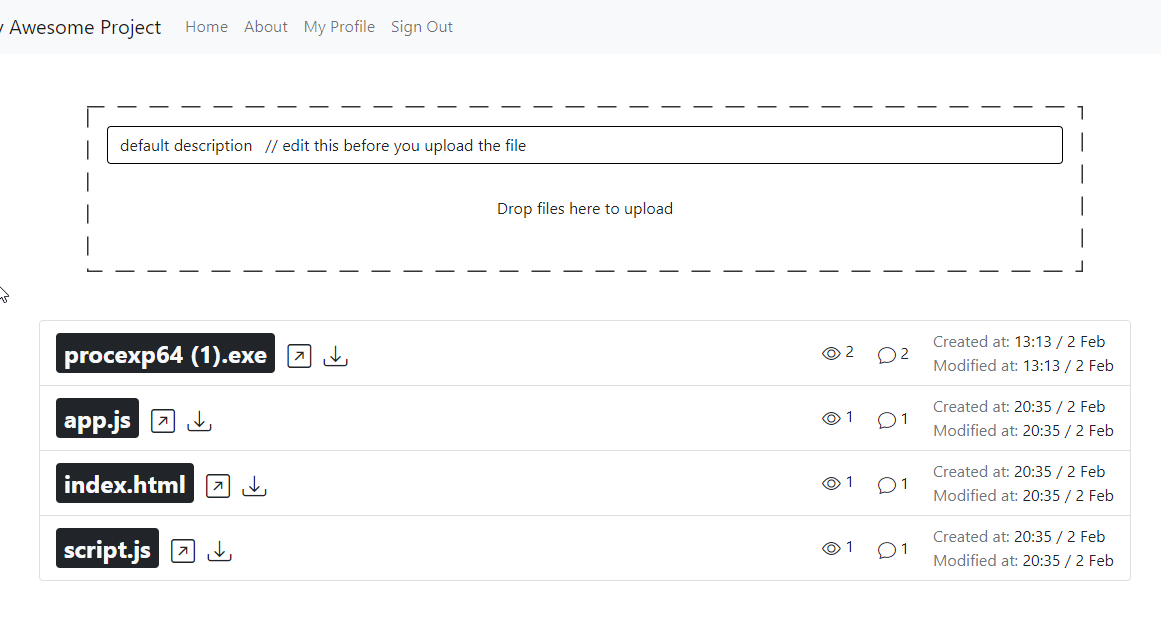 y Awesome Project Home About My Profile Sign Out
default description // edit this before you upload the file
Drop files here to upload
procexp64 (1).exe 2 2 Created at: 13:13 / 2 Feb
Modified at: 13:13 / 2 Feb
app.js 1 1 Created at: 20:35 / 2 Feb
Modified at: 20:35 / 2 Feb
index.html 1 1 Created at: 20:35 / 2 Feb
Modified at: 20:35 / 2 Feb
script.js 1 1 Created at: 20:35 / 2 Feb
Modified at: 20:35 / 2 Feb